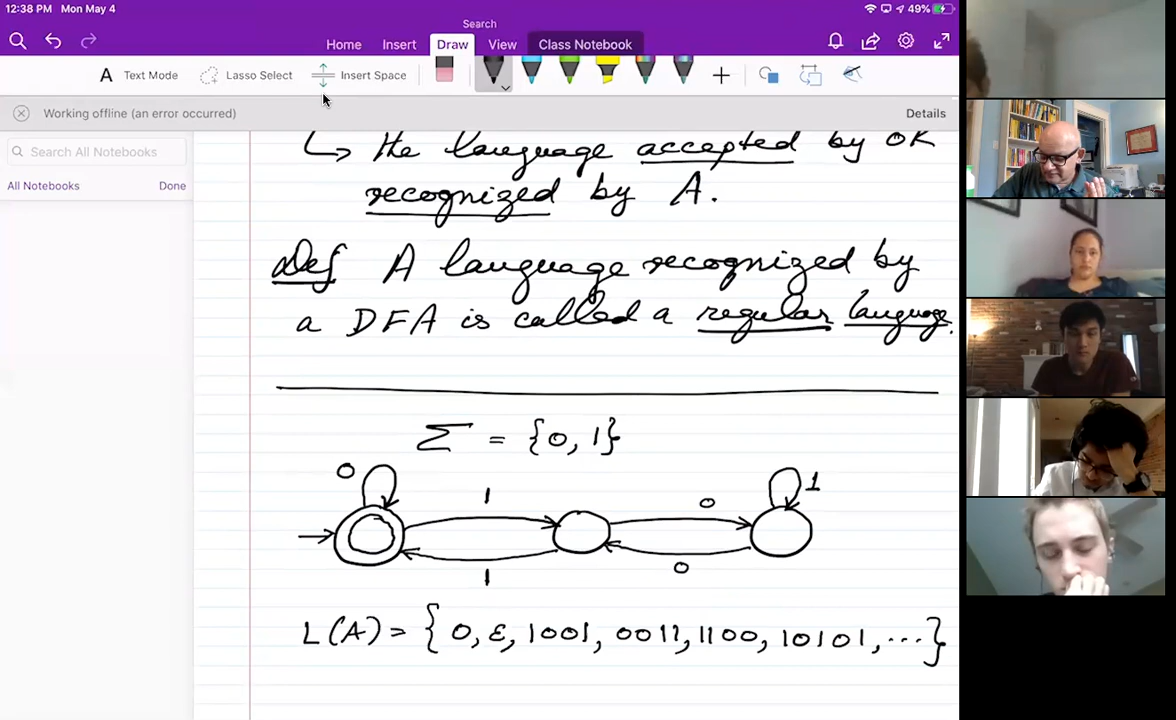 12:38 PM Mon May 4
Search
49%
Home Insert Draw View Class Notebook
A Text Mode Lasso Select Insert Space
Working offline (an error occurred) Details
Search All Notebooks
All Notebooks Done
↳ the language accepted by OR
recognized by A.
Def A language recognized by
a DFA is called a regular language.
Σ = {0, 1}
0 1 0 1
1 0
L(A) = { 0, ε, 1001, 0011, 1100, 10101, ... }